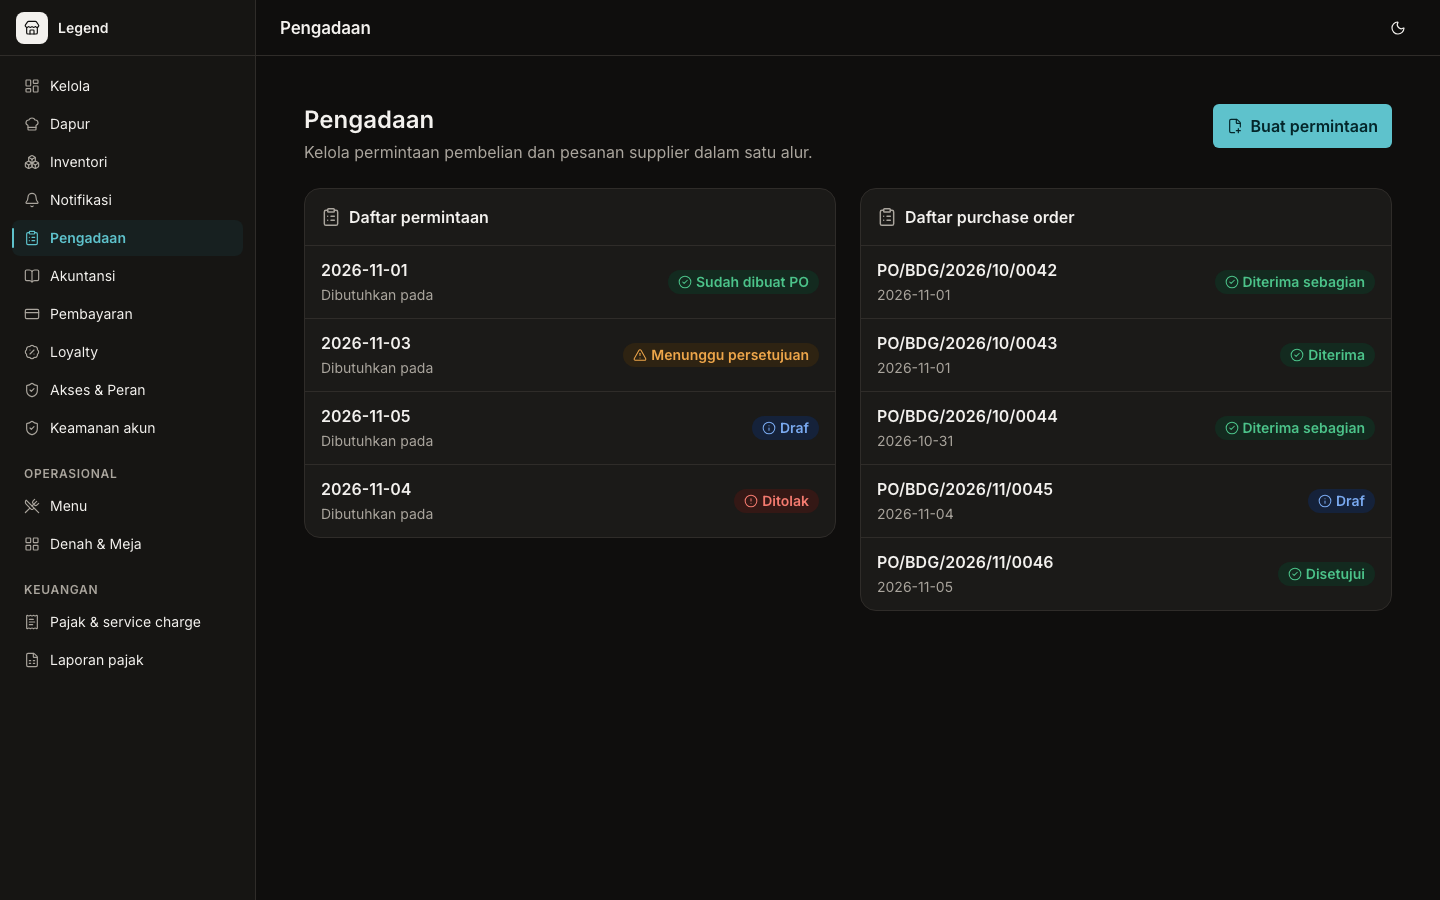 Legend
Pengadaan
Kelola
Dapur
Inventori
Notifikasi
Pengadaan
Akuntansi
Pembayaran
Loyalty
Akses & Peran
Keamanan akun
OPERASIONAL
Menu
Denah & Meja
KEUANGAN
Pajak & service charge
Laporan pajak
Pengadaan
Kelola permintaan pembelian dan pesanan supplier dalam satu alur.
Buat permintaan
Daftar permintaan
2026-11-01
Dibutuhkan pada
Sudah dibuat PO
2026-11-03
Dibutuhkan pada
Menunggu persetujuan
2026-11-05
Dibutuhkan pada
Draf
2026-11-04
Dibutuhkan pada
Ditolak
Daftar purchase order
PO/BDG/2026/10/0042
2026-11-01
Diterima sebagian
PO/BDG/2026/10/0043
2026-11-01
Diterima
PO/BDG/2026/10/0044
2026-10-31
Diterima sebagian
PO/BDG/2026/11/0045
2026-11-04
Draf
PO/BDG/2026/11/0046
2026-11-05
Disetujui